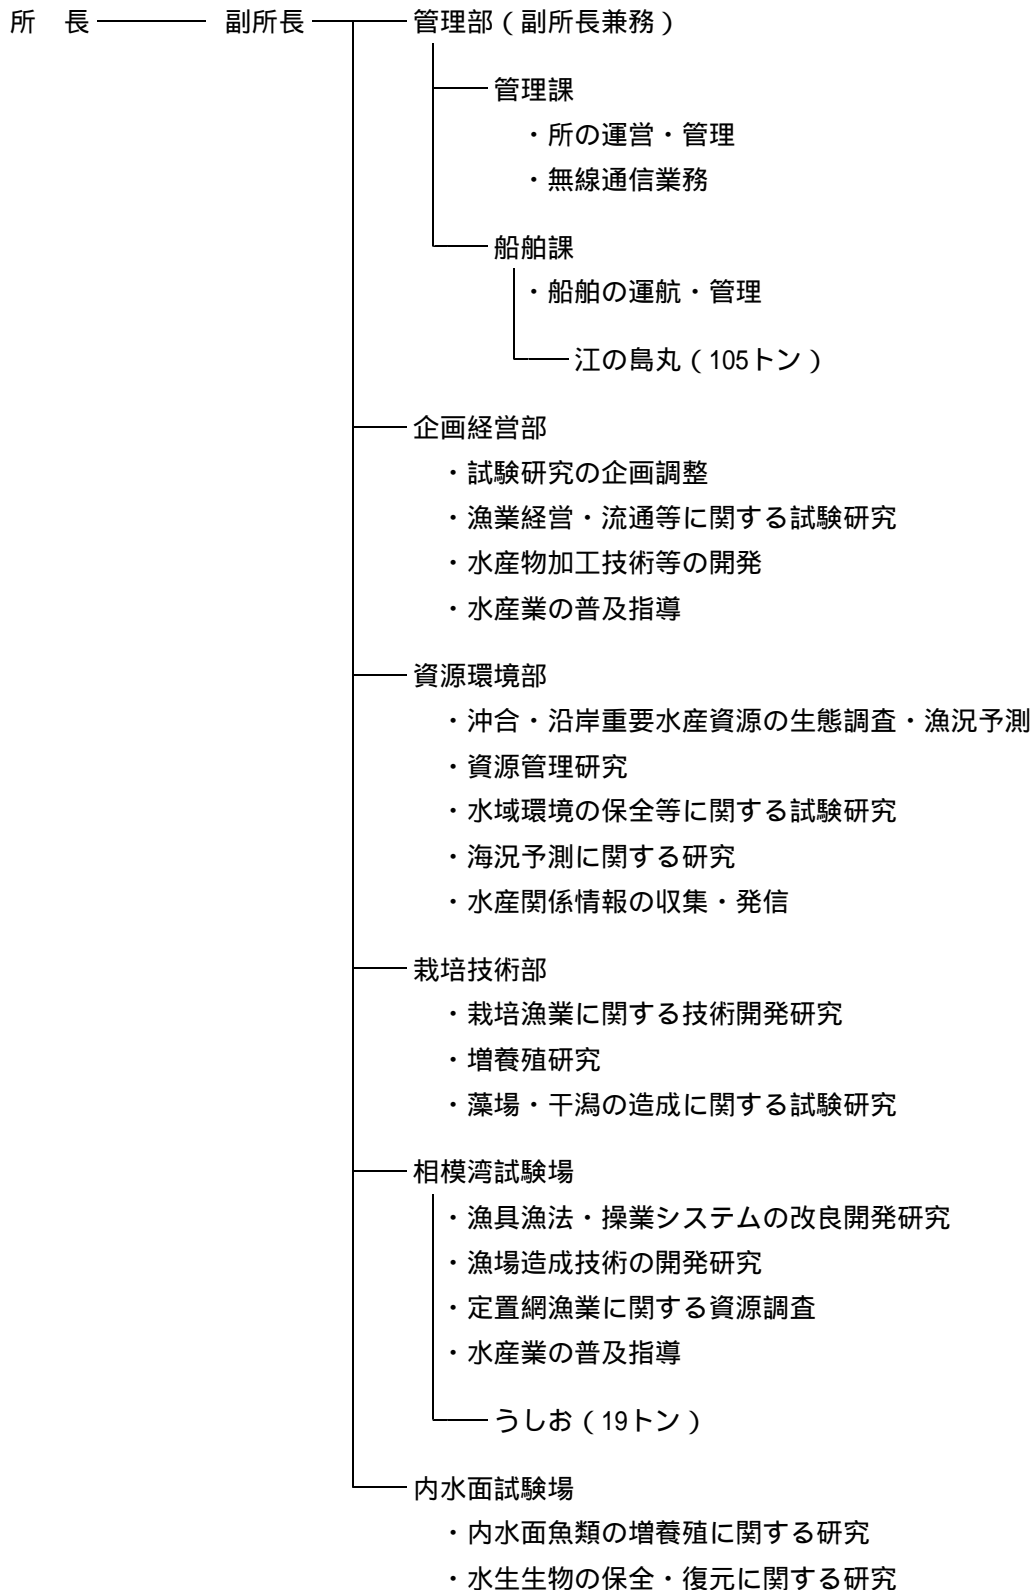 所　長 副所長 管理部（副所長兼務）
管理課
・所の運営・管理
・無線通信業務
船舶課
・船舶の運航・管理
江の島丸（105トン）
企画経営部
・試験研究の企画調整
・漁業経営・流通等に関する試験研究
・水産物加工技術等の開発
・水産業の普及指導
資源環境部
・沖合・沿岸重要水産資源の生態調査・漁況予測
・資源管理研究
・水域環境の保全等に関する試験研究
・海況予測に関する研究
・水産関係情報の収集・発信
栽培技術部
・栽培漁業に関する技術開発研究
・増養殖研究
・藻場・干潟の造成に関する試験研究
相模湾試験場
・漁具漁法・操業システムの改良開発研究
・漁場造成技術の開発研究
・定置網漁業に関する資源調査
・水産業の普及指導
うしお（19トン）
内水面試験場
・内水面魚類の増養殖に関する研究
・水生生物の保全・復元に関する研究